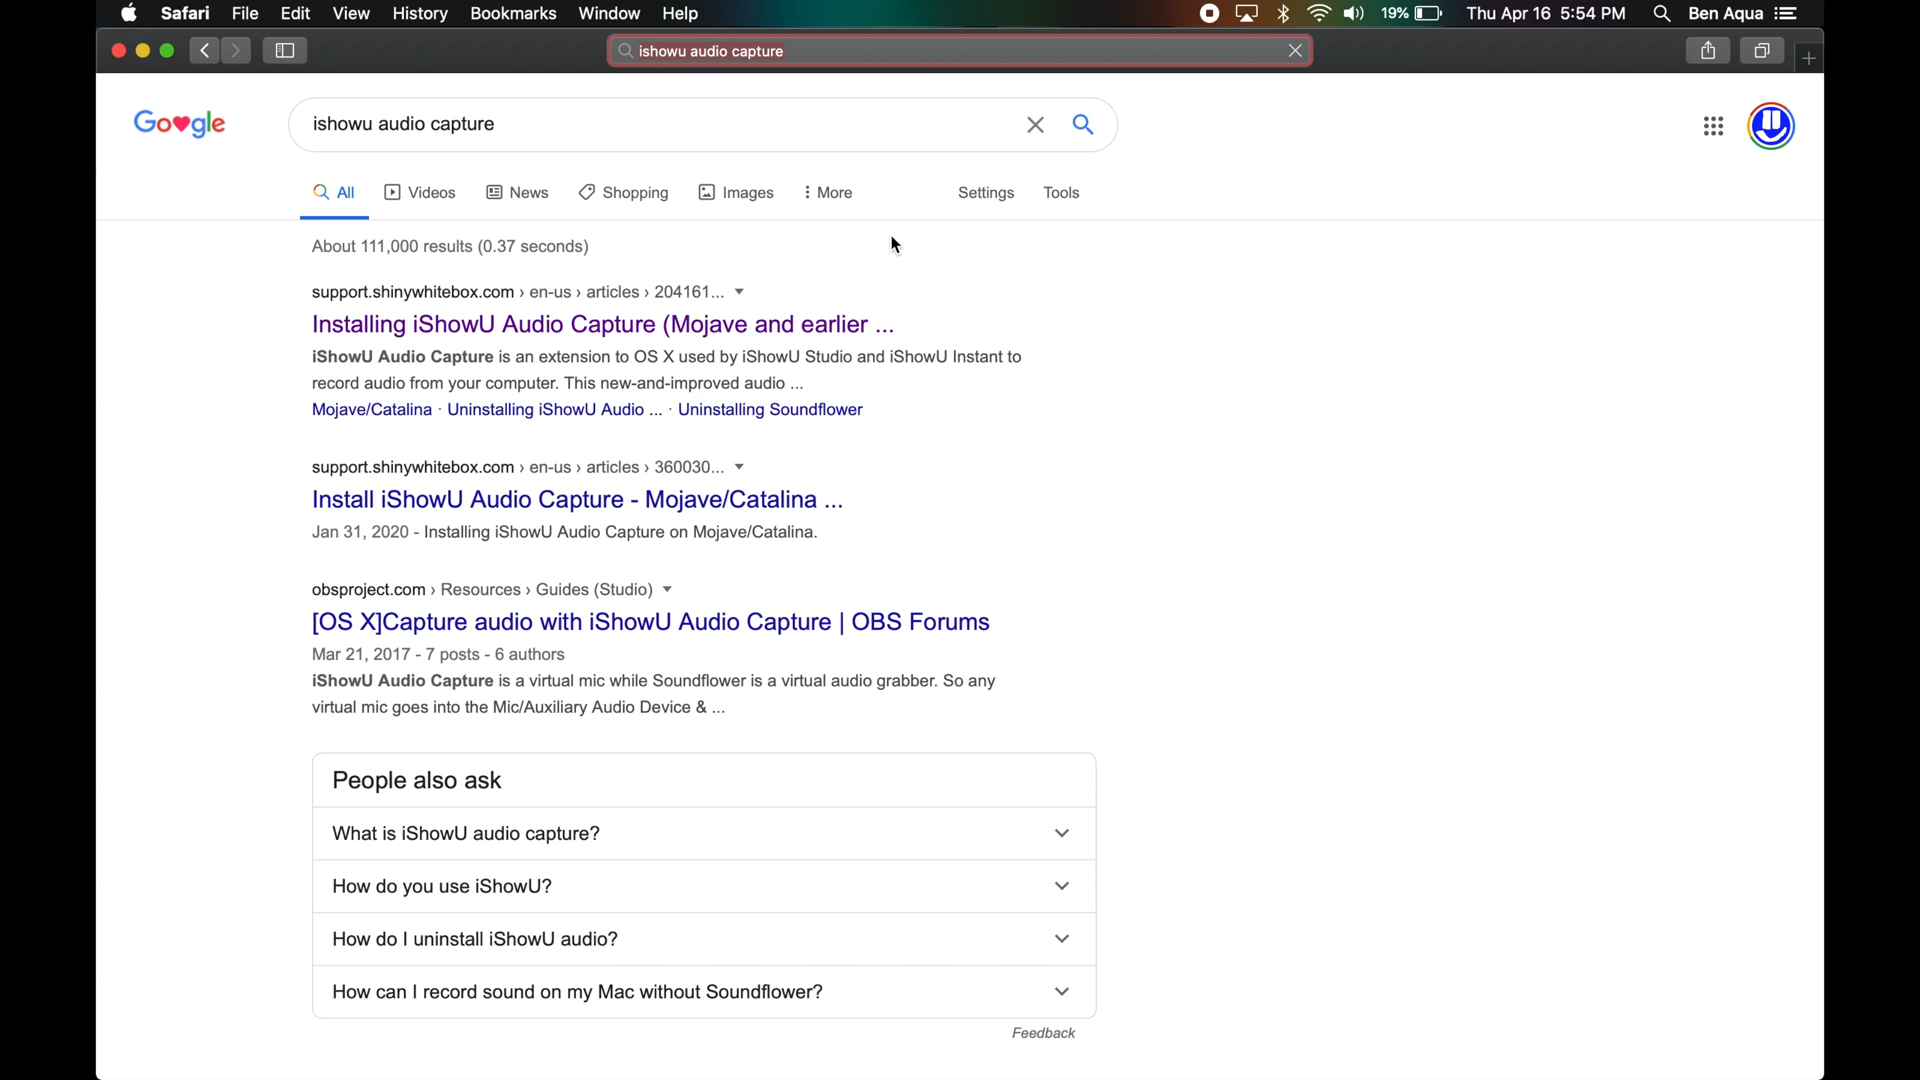 Safari File Edit View History Bookmarks Window Help 19% Thu Apr 16 5:54 PM Ben Aqua
ishowu audio capture
Google ishowu audio capture
All Videos News Shopping Images More Settings Tools
About 111,000 results (0.37 seconds)
support.shinywhitebox.com › en-us › articles › 204161...
Installing iShowU Audio Capture (Mojave and earlier ...
iShowU Audio Capture is an extension to OS X used by iShowU Studio and iShowU Instant to
record audio from your computer. This new-and-improved audio ...
Mojave/Catalina · Uninstalling iShowU Audio ... · Uninstalling Soundflower
support.shinywhitebox.com › en-us › articles › 360030...
Install iShowU Audio Capture - Mojave/Catalina ...
Jan 31, 2020 - Installing iShowU Audio Capture on Mojave/Catalina.
obsproject.com › Resources › Guides (Studio)
[OS X]Capture audio with iShowU Audio Capture | OBS Forums
Mar 21, 2017 - 7 posts - 6 authors
iShowU Audio Capture is a virtual mic while Soundflower is a virtual audio grabber. So any
virtual mic goes into the Mic/Auxiliary Audio Device & ...
People also ask
What is iShowU audio capture?
How do you use iShowU?
How do I uninstall iShowU audio?
How can I record sound on my Mac without Soundflower?
Feedback